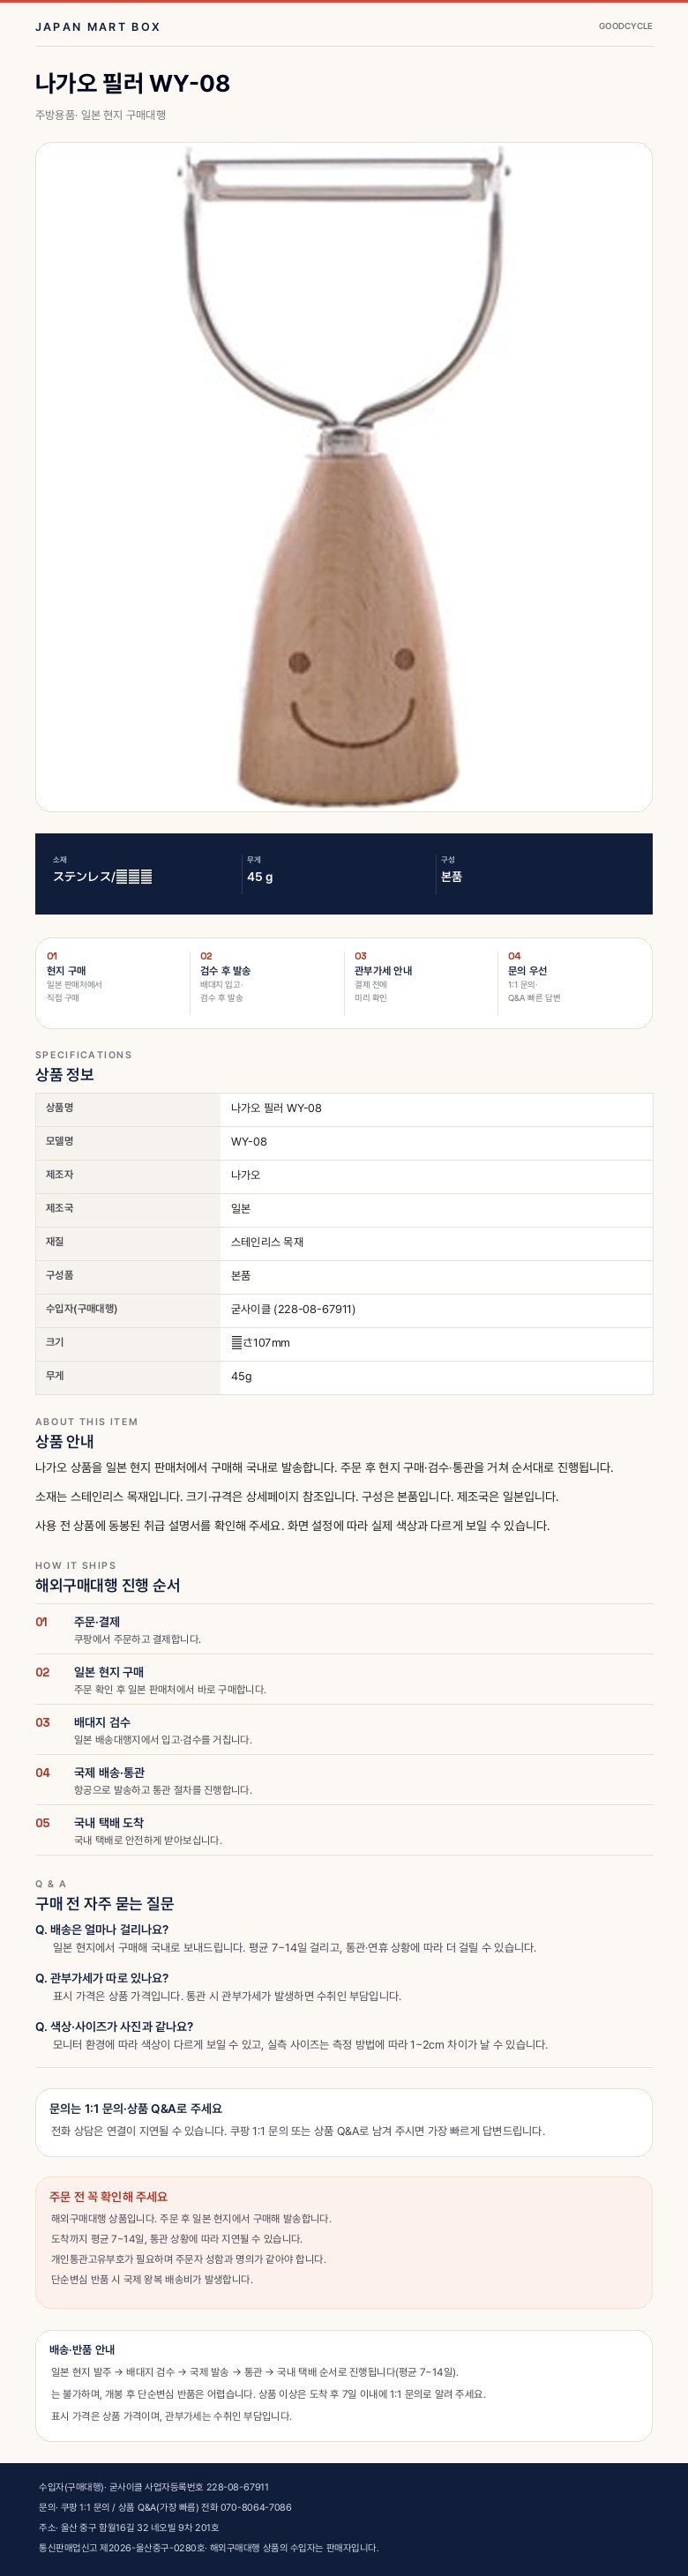 JAPAN MART BOX
GOODCYCLE
나가오 필러 WY-08
주방용품· 일본 현지 구매대행
소재
ステンレス/
무게
45 g
구성
본품
01
현지 구매
일본 판매처에서
직접 구매
02
검수 후 발송
배대지 입고·
검수 후 발송
03
관부가세 안내
결제 전에
미리 확인
04
문의 우선
1:1 문의·
Q&A 빠른 답변
SPECIFICATIONS
상품 정보
상품명 나가오 필러 WY-08
모델명 WY-08
제조자 나가오
제조국 일본
재질 스테인리스 목재
구성품 본품
수입자(구매대행) 굳사이클 (228-08-67911)
크기 さ107mm
무게 45g
ABOUT THIS ITEM
상품 안내
나가오 상품을 일본 현지 판매처에서 구매해 국내로 발송합니다. 주문 후 현지 구매·검수·통관을 거쳐 순서대로 진행됩니다.
소재는 스테인리스 목재입니다. 크기·규격은 상세페이지 참조입니다. 구성은 본품입니다. 제조국은 일본입니다.
사용 전 상품에 동봉된 취급 설명서를 확인해 주세요. 화면 설정에 따라 실제 색상과 다르게 보일 수 있습니다.
HOW IT SHIPS
해외구매대행 진행 순서
01 주문·결제
쿠팡에서 주문하고 결제합니다.
02 일본 현지 구매
주문 확인 후 일본 판매처에서 바로 구매합니다.
03 배대지 검수
일본 배송대행지에서 입고·검수를 거칩니다.
04 국제 배송·통관
항공으로 발송하고 통관 절차를 진행합니다.
05 국내 택배 도착
국내 택배로 안전하게 받아보십니다.
Q & A
구매 전 자주 묻는 질문
Q. 배송은 얼마나 걸리나요?
일본 현지에서 구매해 국내로 보내드립니다. 평균 7~14일 걸리고, 통관·연휴 상황에 따라 더 걸릴 수 있습니다.
Q. 관부가세가 따로 있나요?
표시 가격은 상품 가격입니다. 통관 시 관부가세가 발생하면 수취인 부담입니다.
Q. 색상·사이즈가 사진과 같나요?
모니터 환경에 따라 색상이 다르게 보일 수 있고, 실측 사이즈는 측정 방법에 따라 1~2cm 차이가 날 수 있습니다.
문의는 1:1 문의·상품 Q&A로 주세요
전화 상담은 연결이 지연될 수 있습니다. 쿠팡 1:1 문의 또는 상품 Q&A로 남겨 주시면 가장 빠르게 답변드립니다.
주문 전 꼭 확인해 주세요
해외구매대행 상품입니다. 주문 후 일본 현지에서 구매해 발송합니다.
도착까지 평균 7~14일, 통관 상황에 따라 지연될 수 있습니다.
개인통관고유부호가 필요하며 주문자 성함과 명의가 같아야 합니다.
단순변심 반품 시 국제 왕복 배송비가 발생합니다.
배송·반품 안내
일본 현지 발주 → 배대지 검수 → 국제 발송 → 통관 → 국내 택배 순서로 진행됩니다(평균 7~14일).
는 불가하며, 개봉 후 단순변심 반품은 어렵습니다. 상품 이상은 도착 후 7일 이내에 1:1 문의로 알려 주세요.
표시 가격은 상품 가격이며, 관부가세는 수취인 부담입니다.
수입자(구매대행)· 굳사이클 사업자등록번호 228-08-67911
문의· 쿠팡 1:1 문의 / 상품 Q&A(가장 빠름) 전화 070-8064-7086
주소· 울산 중구 함월16길 32 네오빌 9차 201호
통신판매업신고 제2026-울산중구-0280호· 해외구매대행 상품의 수입자는 판매자입니다.